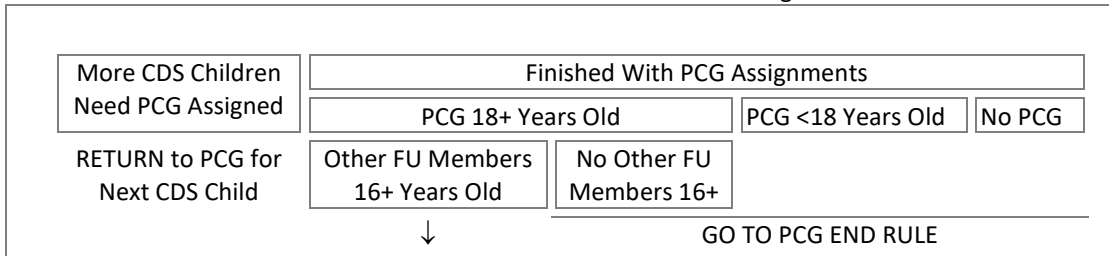 More CDS Children
Need PCG Assigned
Finished With PCG Assignments
PCG 18+ Years Old
PCG <18 Years Old
No PCG
RETURN to PCG for
Next CDS Child
Other FU Members
16+ Years Old
No Other FU
Members 16+
↓
GO TO PCG END RULE